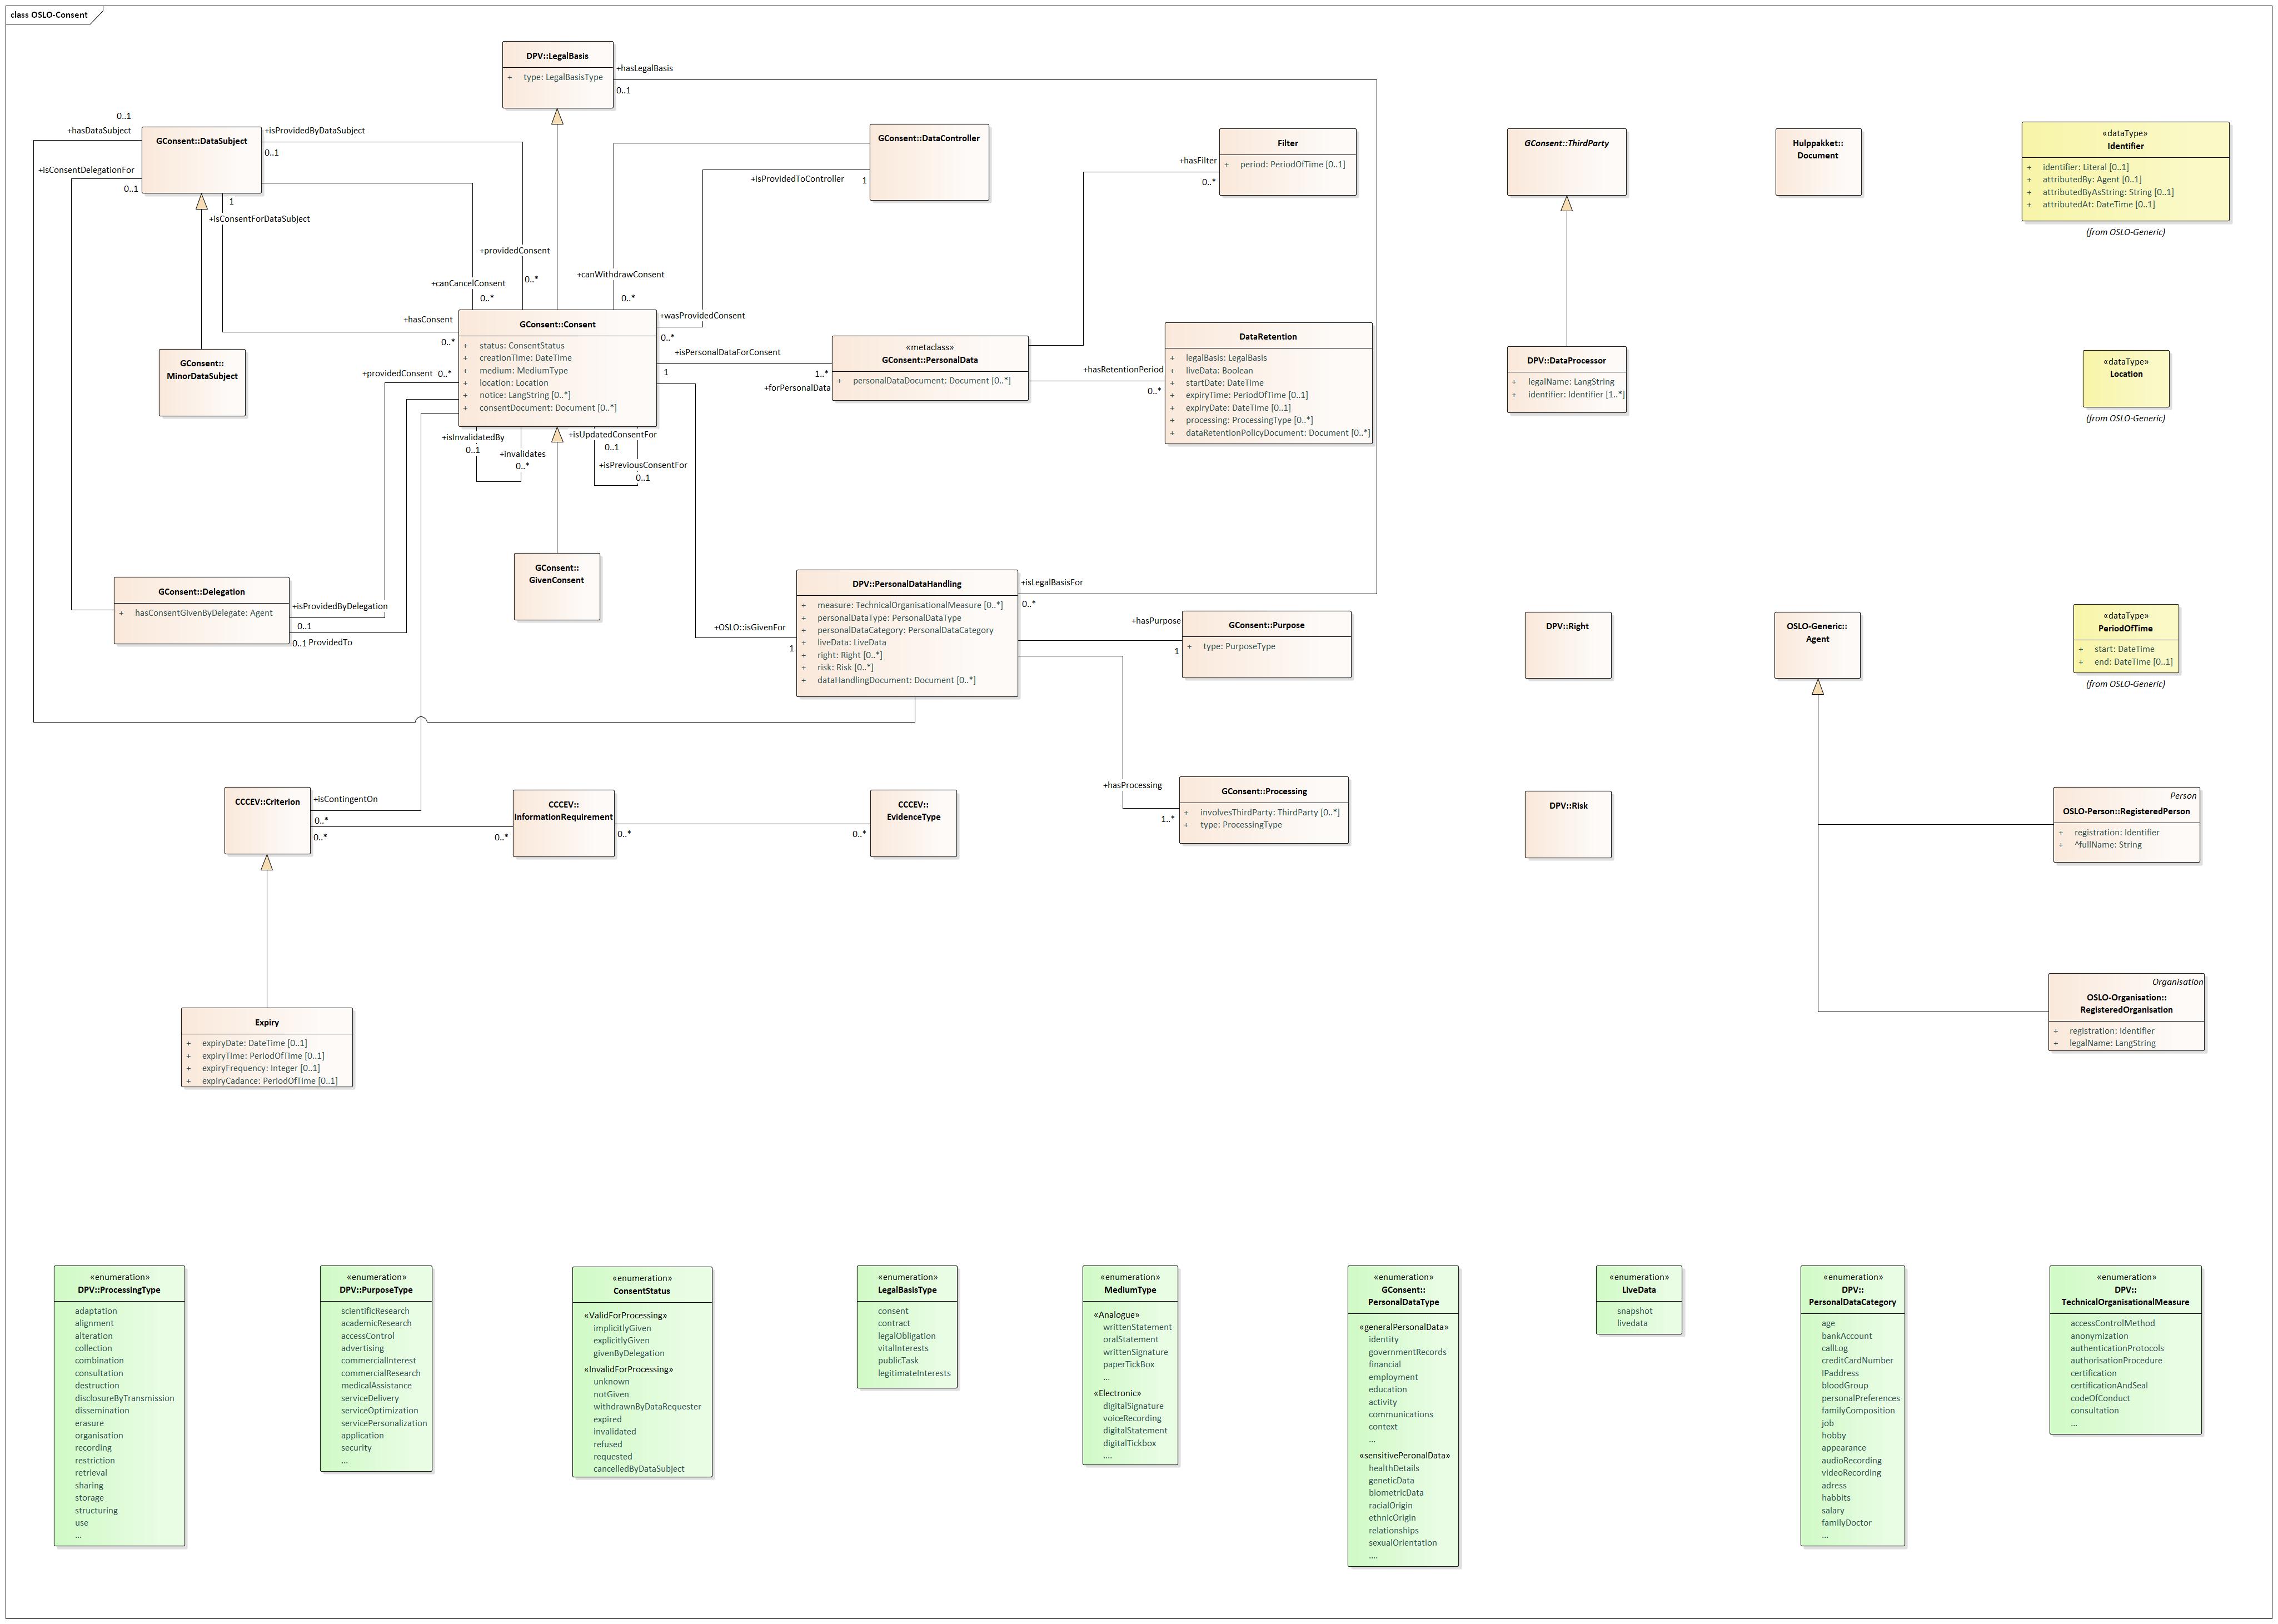 class OSLO-Consent
DPV::LegalBasis
+ type: LegalBasisType
+hasLegalBasis
0..1
0..1
+hasDataSubject
GConsent::DataSubject
+isProvidedByDataSubject
0..1
+isConsentDelegationFor
0..1
1
+isConsentForDataSubject
GConsent::DataController
+isProvidedToController
1
Filter
+ period: PeriodOfTime [0..1]
+hasFilter
0..*
GConsent::ThirdParty
Hulppakket::
Document
«dataType»
Identifier
+ identifier: Literal [0..1]
+ attributedBy: Agent [0..1]
+ attributedByAsString: String [0..1]
+ attributedAt: DateTime [0..1]
(from OSLO-Generic)
+providedConsent
0..*
+canCancelConsent
0..*
+canWithdrawConsent
0..*
+hasConsent
0..*
+wasProvidedConsent
0..*
GConsent::Consent
+ status: ConsentStatus
+ creationTime: DateTime
+ medium: MediumType
+ location: Location
+ notice: LangString [0..*]
+ consentDocument: Document [0..*]
GConsent::
MinorDataSubject
+providedConsent 0..*
+isPersonalDataForConsent
1
1..*
+forPersonalData
«metaclass»
GConsent::PersonalData
+ personalDataDocument: Document [0..*]
+hasRetentionPeriod
0..*
DataRetention
+ legalBasis: LegalBasis
+ liveData: Boolean
+ startDate: DateTime
+ expiryTime: PeriodOfTime [0..1]
+ expiryDate: DateTime [0..1]
+ processing: ProcessingType [0..*]
+ dataRetentionPolicyDocument: Document [0..*]
DPV::DataProcessor
+ legalName: LangString
+ identifier: Identifier [1..*]
«dataType»
Location
(from OSLO-Generic)
+isInvalidatedBy
0..1
+invalidates
0..*
+isUpdatedConsentFor
0..1
+isPreviousConsentFor
0..1
GConsent::
GivenConsent
GConsent::Delegation
+ hasConsentGivenByDelegate: Agent
+isProvidedByDelegation
0..1
0..1 ProvidedTo
+OSLO::isGivenFor
1
DPV::PersonalDataHandling
+ measure: TechnicalOrganisationalMeasure [0..*]
+ personalDataType: PersonalDataType
+ personalDataCategory: PersonalDataCategory
+ liveData: LiveData
+ right: Right [0..*]
+ risk: Risk [0..*]
+ dataHandlingDocument: Document [0..*]
+isLegalBasisFor
0..*
+hasPurpose
1
GConsent::Purpose
+ type: PurposeType
DPV::Right
OSLO-Generic::
Agent
«dataType»
PeriodOfTime
+ start: DateTime
+ end: DateTime [0..1]
(from OSLO-Generic)
CCCEV::Criterion
+isContingentOn
0..*
0..*
0..*
CCCEV::
InformationRequirement
0..*
0..*
CCCEV::
EvidenceType
+hasProcessing
1..*
GConsent::Processing
+ involvesThirdParty: ThirdParty [0..*]
+ type: ProcessingType
DPV::Risk
Person
OSLO-Person::RegisteredPerson
+ registration: Identifier
+ ^fullName: String
Organisation
OSLO-Organisation::
RegisteredOrganisation
+ registration: Identifier
+ legalName: LangString
Expiry
+ expiryDate: DateTime [0..1]
+ expiryTime: PeriodOfTime [0..1]
+ expiryFrequency: Integer [0..1]
+ expiryCadance: PeriodOfTime [0..1]
«enumeration»
DPV::ProcessingType
adaptation
alignment
alteration
collection
combination
consultation
destruction
disclosureByTransmission
dissemination
erasure
organisation
recording
restriction
retrieval
sharing
storage
structuring
use
...
«enumeration»
DPV::PurposeType
scientificResearch
academicResearch
accessControl
advertising
commercialInterest
commercialResearch
medicalAssistance
serviceDelivery
serviceOptimization
servicePersonalization
application
security
...
«enumeration»
ConsentStatus
«ValidForProcessing»
implicitlyGiven
explicitlyGiven
givenByDelegation
«InvalidForProcessing»
unknown
notGiven
withdrawnByDataRequester
expired
invalidated
refused
requested
cancelledByDataSubject
«enumeration»
LegalBasisType
consent
contract
legalObligation
vitalInterests
publicTask
legitimateInterests
«enumeration»
MediumType
«Analogue»
writtenStatement
oralStatement
writtenSignature
paperTickBox
...
«Electronic»
digitalSignature
voiceRecording
digitalStatement
digitalTickbox
....
«enumeration»
GConsent::
PersonalDataType
«generalPersonalData»
identity
governmentRecords
financial
employment
education
activity
communications
context
...
«sensitivePeronalData»
healthDetails
geneticData
biometricData
racialOrigin
ethnicOrigin
relationships
sexualOrientation
....
«enumeration»
LiveData
snapshot
livedata
«enumeration»
DPV::
PersonalDataCategory
age
bankAccount
callLog
creditCardNumber
IPaddress
bloodGroup
personalPreferences
familyComposition
job
hobby
appearance
audioRecording
videoRecording
adress
habbits
salary
familyDoctor
...
«enumeration»
DPV::
TechnicalOrganisationalMeasure
accessControlMethod
anonymization
authenticationProtocols
authorisationProcedure
certification
certificationAndSeal
codeOfConduct
consultation
...